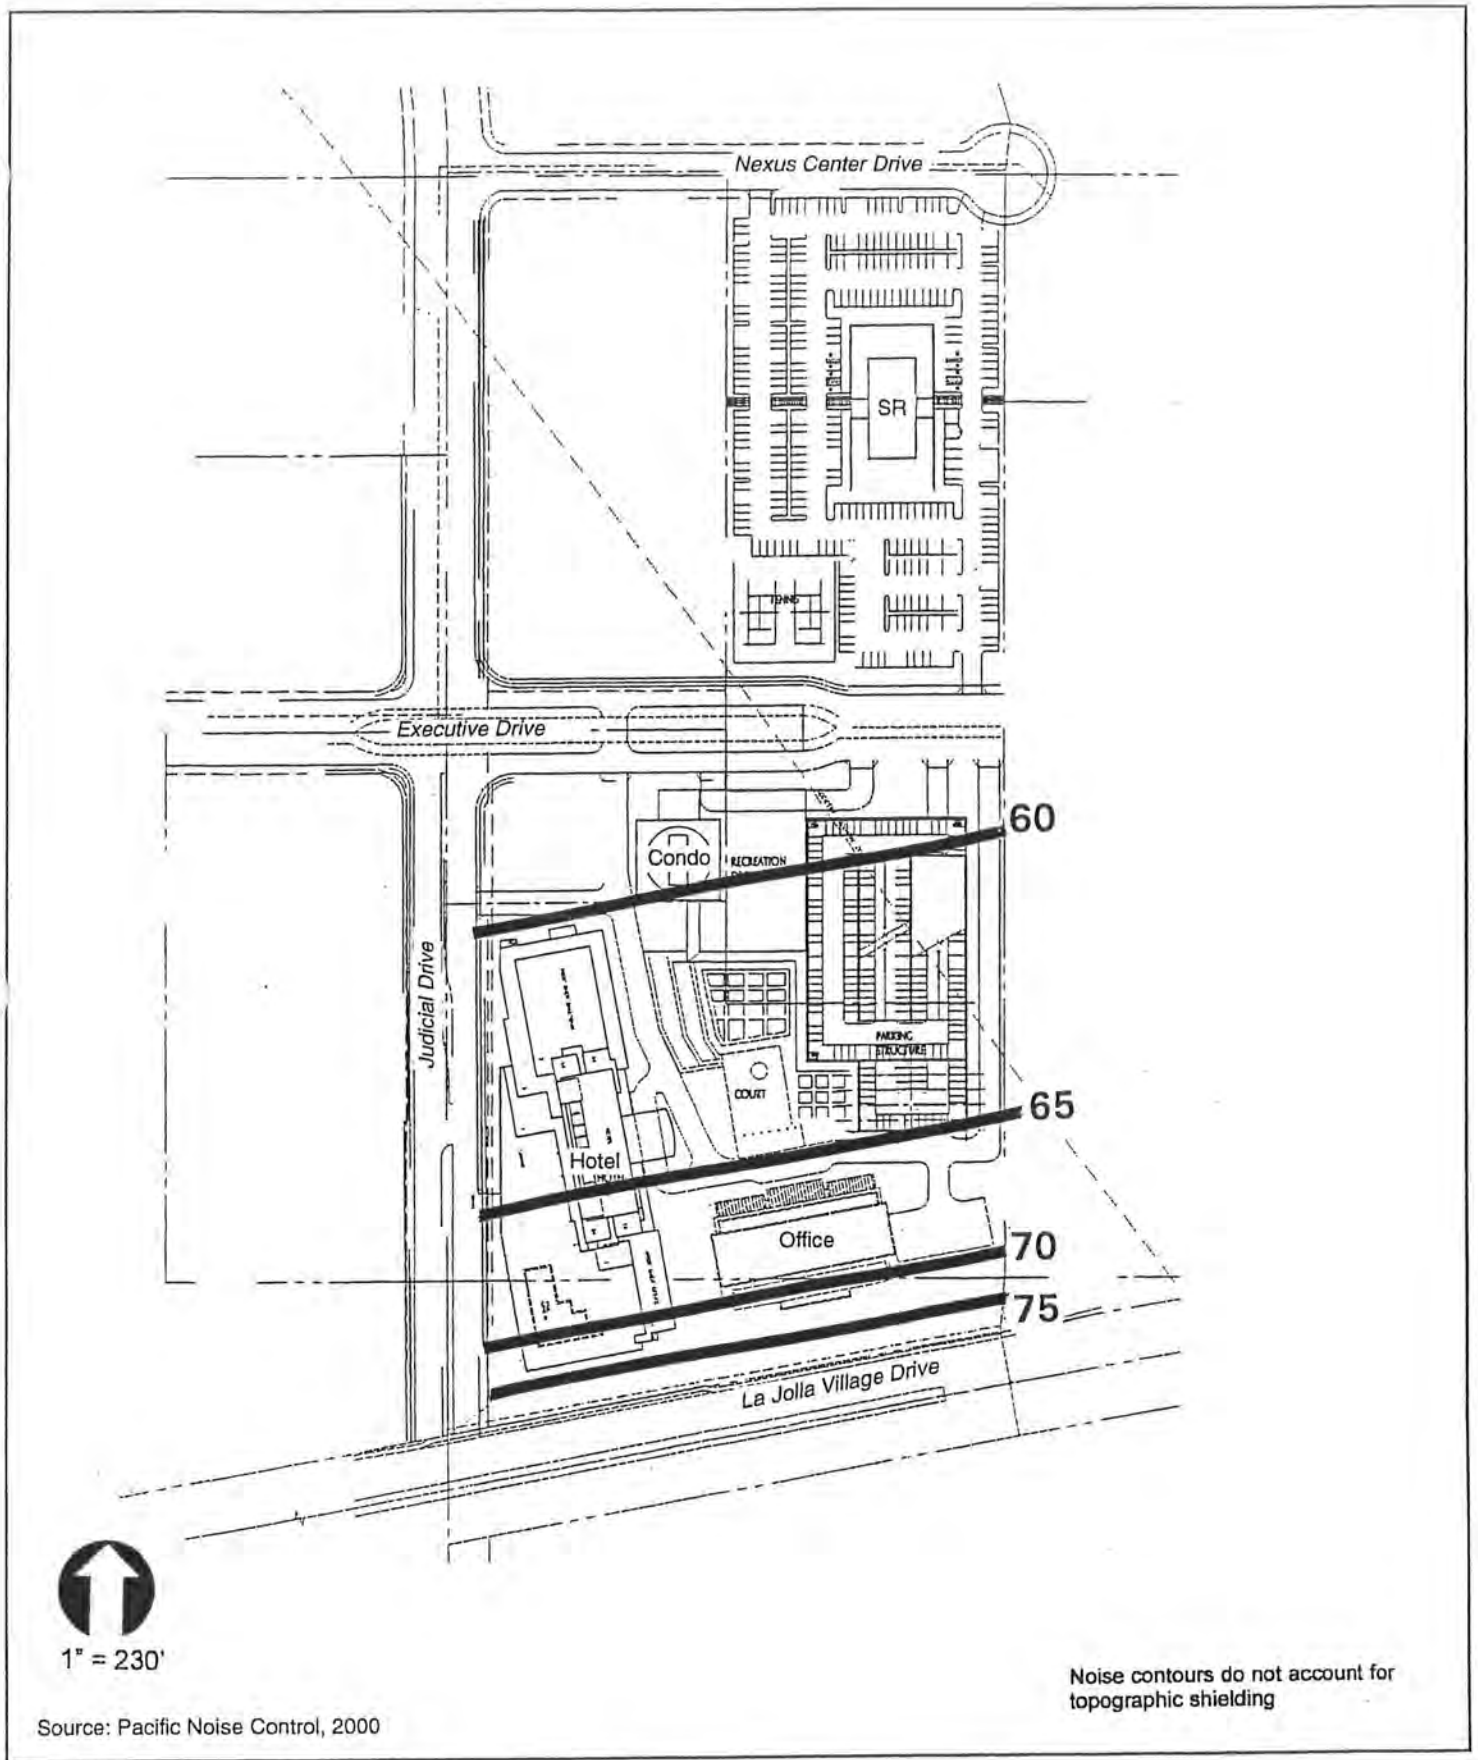 Nexus Center Drive
SR
TENNIS
Executive Drive
60
Condo
RECREATION
Judicial Drive
PARKING
STRUCTURE
COURT
65
Hotel
Office
70
75
La Jolla Village Drive
1" = 230'
Noise contours do not account for
topographic shielding
Source: Pacific Noise Control, 2000